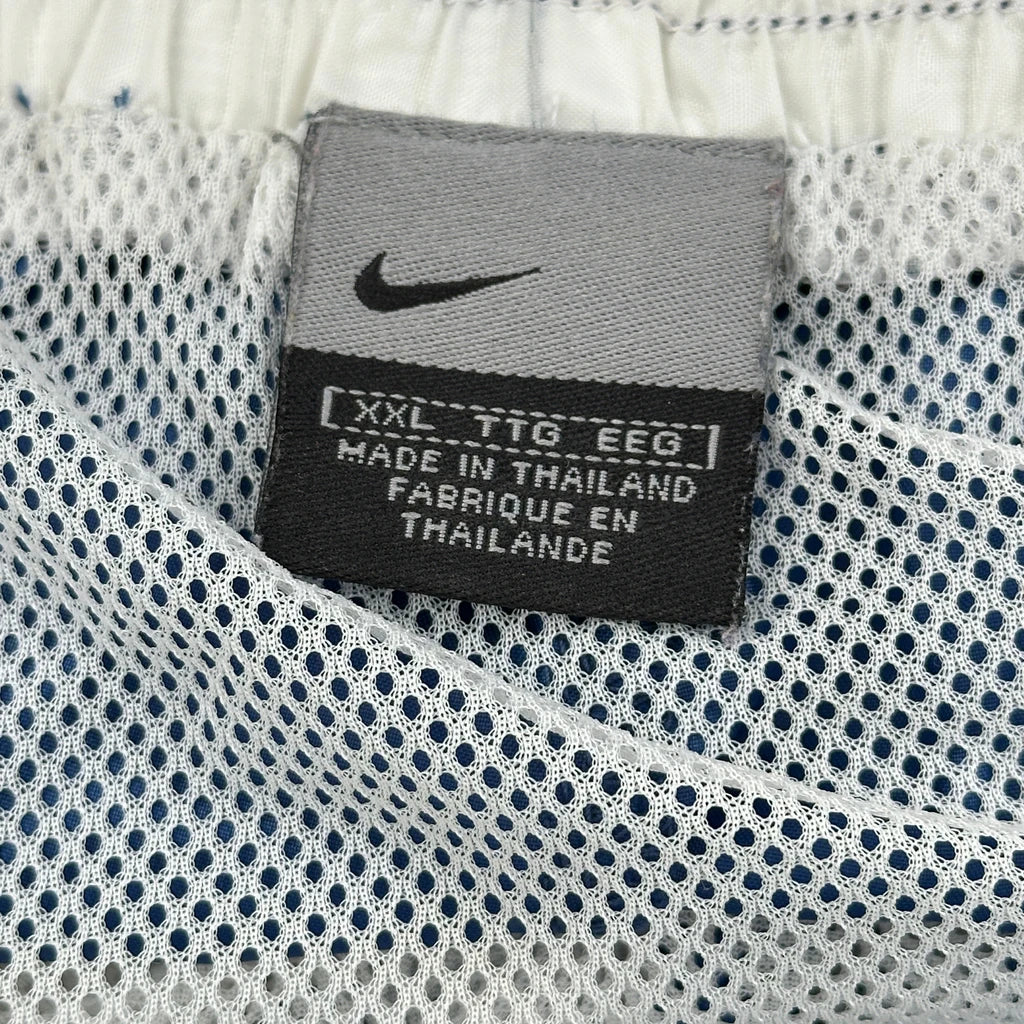 XXL TTG EEG
MADE IN THAILAND
FABRIQUE EN
THAILANDE